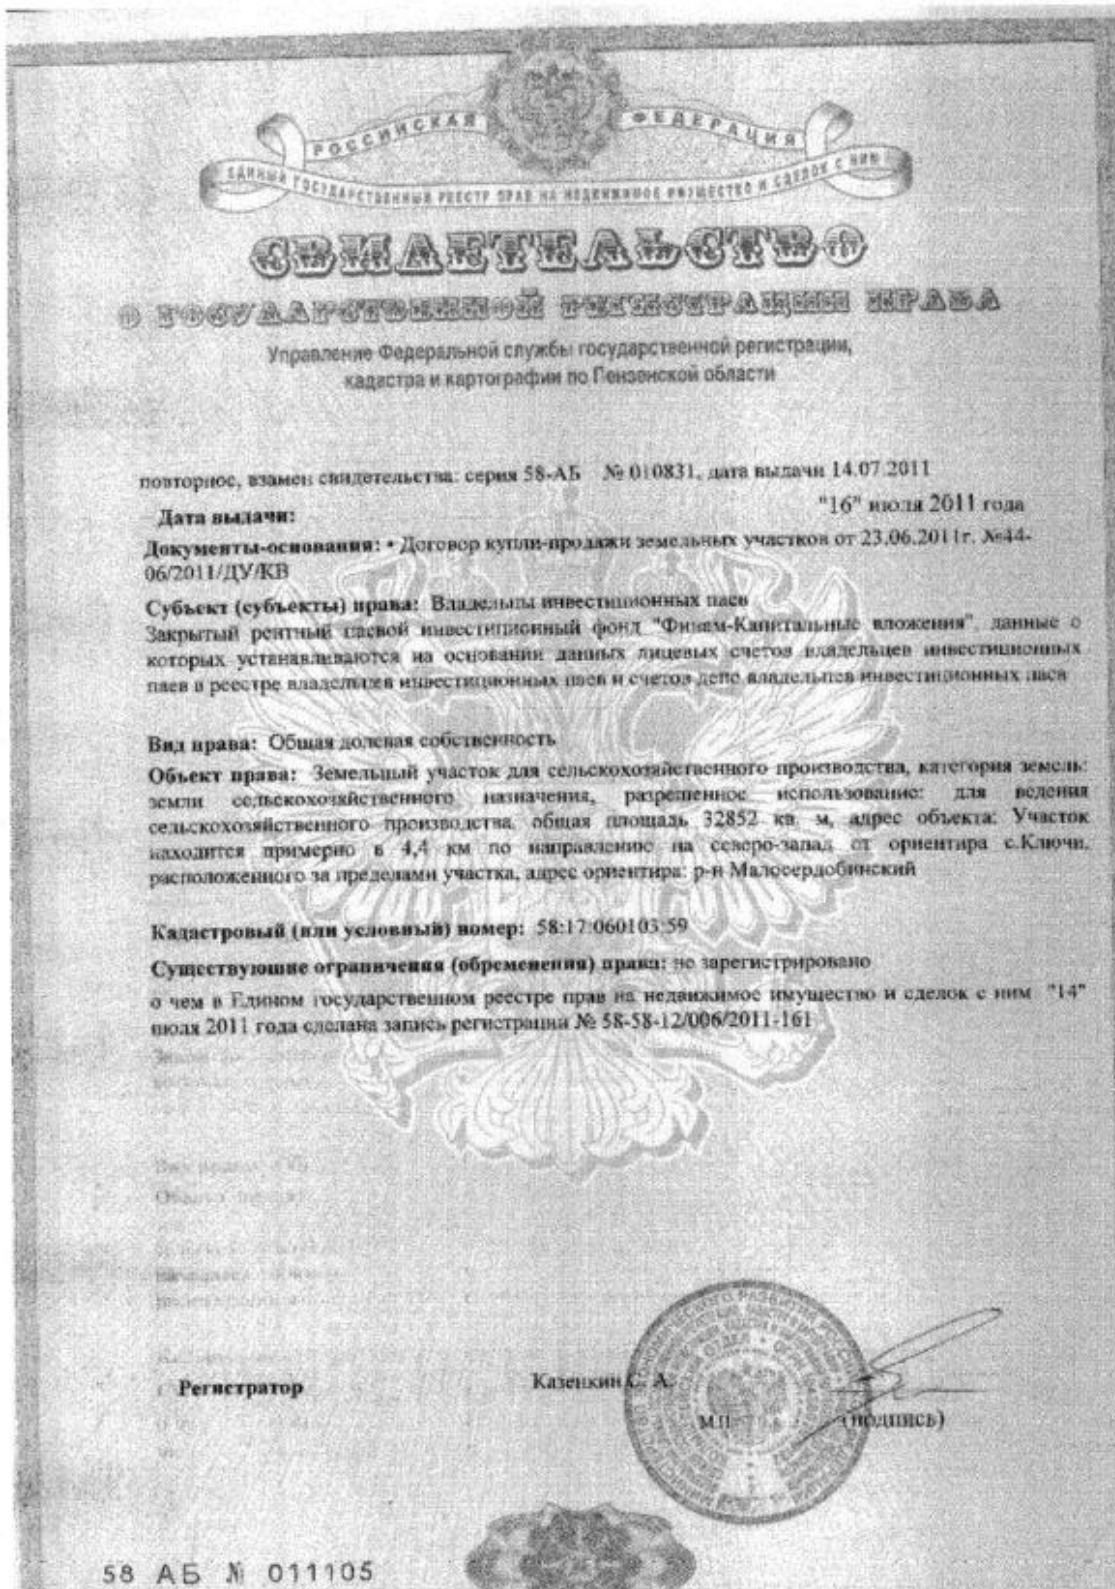 РОССИЙСКАЯ ФЕДЕРАЦИЯ
ЕДИНЫЙ ГОСУДАРСТВЕННЫЙ РЕЕСТР ПРАВ НА НЕДВИЖИМОЕ ИМУЩЕСТВО И СДЕЛОК С НИМ
СВИДЕТЕЛЬСТВО
О ГОСУДАРСТВЕННОЙ РЕГИСТРАЦИИ ПРАВА
Управление Федеральной службы государственной регистрации,
кадастра и картографии по Пензенской области
повторное, взамен свидетельства: серия 58-АБ № 010831, дата выдачи 14.07.2011
Дата выдачи: "16" июля 2011 года
Документы-основания: • Договор купли-продажи земельных участков от 23.06.2011г. №44-
06/2011/ДУ/КВ
Субъект (субъекты) права: Владельцы инвестиционных паев
Закрытый рентный паевой инвестиционный фонд "Финам-Капитальные вложения", данные о
которых устанавливаются на основании данных лицевых счетов владельцев инвестиционных
паев в реестре владельцев инвестиционных паев и счетов депо владельцев инвестиционных паев
Вид права: Общая долевая собственность
Объект права: Земельный участок для сельскохозяйственного производства, категория земель:
земли сельскохозяйственного назначения, разрешенное использование: для ведения
сельскохозяйственного производства, общая площадь 32852 кв. м, адрес объекта: Участок
находится примерно в 4,4 км по направлению на северо-запад от ориентира с.Ключи,
расположенного за пределами участка, адрес ориентира: р-н Малосердобинский
Кадастровый (или условный) номер: 58:17:060103:59
Существующие ограничения (обременения) права: не зарегистрировано
о чем в Едином государственном реестре прав на недвижимое имущество и сделок с ним "14"
июля 2011 года сделана запись регистрации № 58-58-12/006/2011-161
Регистратор Казенкин С. А.
М.П. (подпись)
58 АБ № 011105